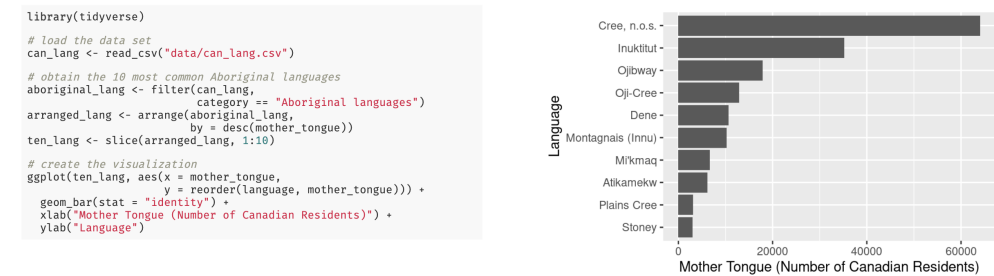 library(tidyverse)
# load the data set
can_lang <- read_csv("data/can_lang.csv")
# obtain the 10 most common Aboriginal languages
aboriginal_lang <- filter(can_lang,
category == "Aboriginal languages")
arranged_lang <- arrange(aboriginal_lang,
by = desc(mother_tongue))
ten_lang <- slice(arranged_lang, 1:10)
# create the visualization
ggplot(ten_lang, aes(x = mother_tongue,
y = reorder(language, mother_tongue))) +
geom_bar(stat = "identity") +
xlab("Mother Tongue (Number of Canadian Residents)") +
ylab("Language")
Language
Cree, n.o.s.
Inuktitut
Ojibway
Oji-Cree
Dene
Montagnais (Innu)
Mi'kmaq
Atikamekw
Plains Cree
Stoney
0 20000 40000 60000
Mother Tongue (Number of Canadian Residents)